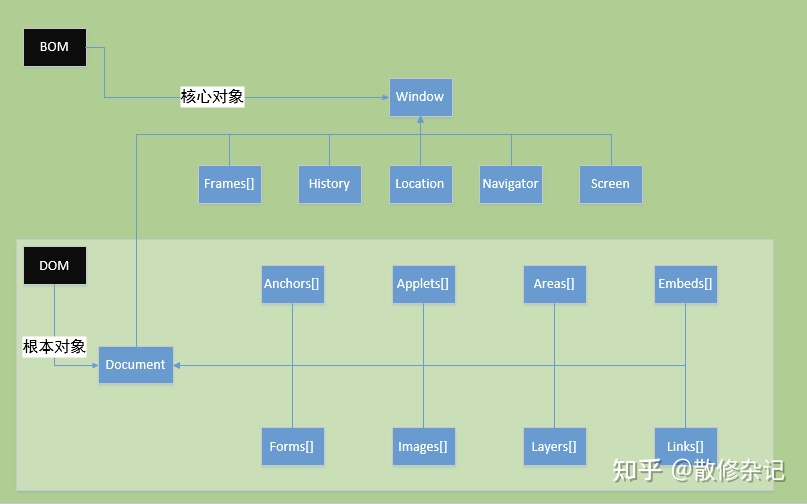 BOM
核心对象
Window
Frames[]
History
Location
Navigator
Screen
DOM
Anchors[]
Applets[]
Areas[]
Embeds[]
根本对象
Document
Forms[]
Images[]
Layers[]
Links[]
知乎 @散修杂记